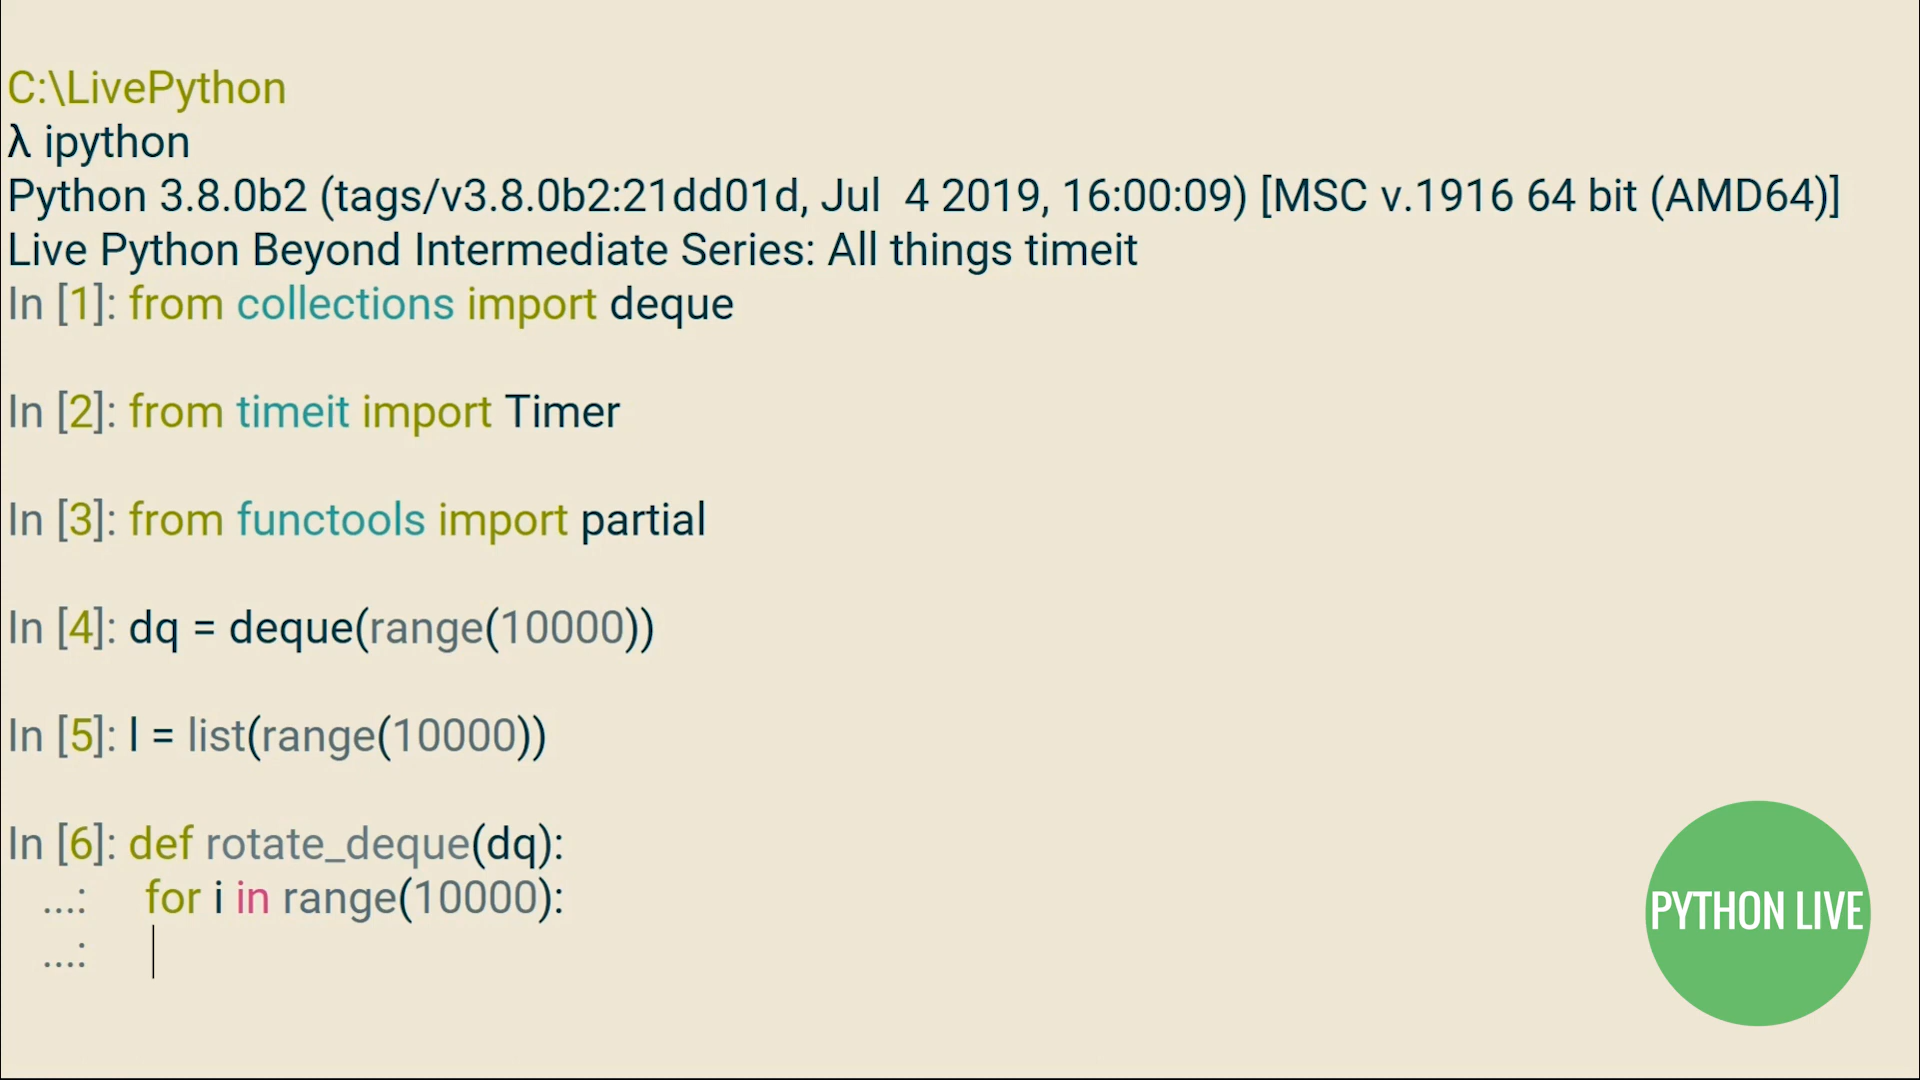 C:\LivePython
λ ipython
Python 3.8.0b2 (tags/v3.8.0b2:21dd01d, Jul  4 2019, 16:00:09) [MSC v.1916 64 bit (AMD64)]
Live Python Beyond Intermediate Series: All things timeit
In [1]: from collections import deque
In [2]: from timeit import Timer
In [3]: from functools import partial
In [4]: dq = deque(range(10000))
In [5]: l = list(range(10000))
In [6]: def rotate_deque(dq):
...:     for i in range(10000):
...:
PYTHON LIVE